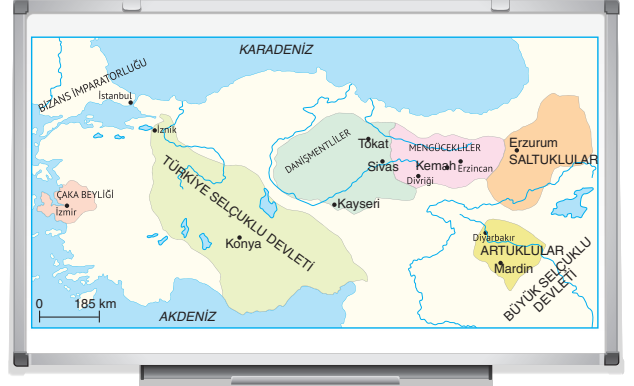 KARADENİZ
BİZANS İMPARATORLUĞU
İstanbul
İznik
DANİŞMENTLİLER
Tokat
MENGÜCEKLİLER
Erzurum
SALTUKLULAR
Sivas
Kemah
Erzincan
Divriği
TÜRKİYE SELÇUKLU DEVLETİ
ÇAKA BEYLİĞİ
İzmir
Kayseri
Konya
Diyarbakır
ARTUKLULAR
Mardin
BÜYÜK SELÇUKLU
DEVLETİ
0 185 km
AKDENİZ